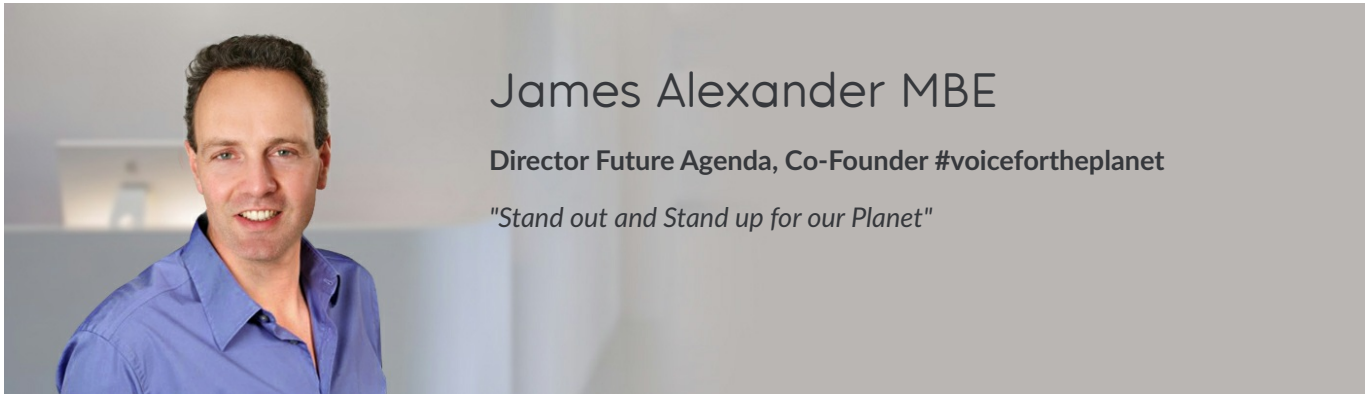 James Alexander MBE
Director Future Agenda, Co-Founder #voicefortheplanet
"Stand out and Stand up for our Planet"